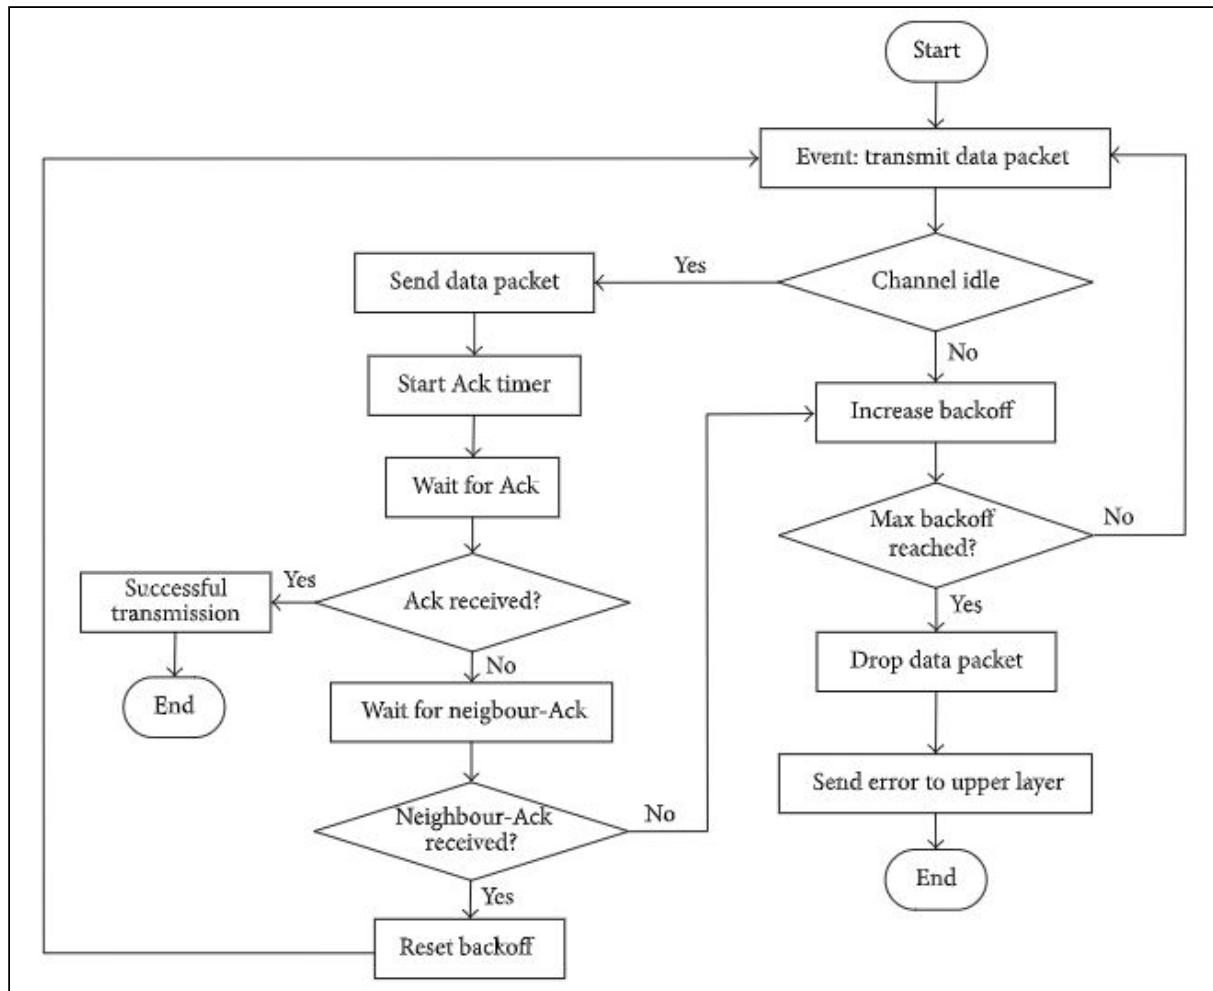 Start
Event: transmit data packet
Channel idle
Yes
Send data packet
No
Start Ack timer
Increase backoff
Wait for Ack
Max backoff
reached?
No
Yes
Ack received?
Yes
Successful
transmission
End
No
Wait for neigbour-Ack
Drop data packet
Neighbour-Ack
received?
No
Send error to upper layer
Yes
End
Reset backoff